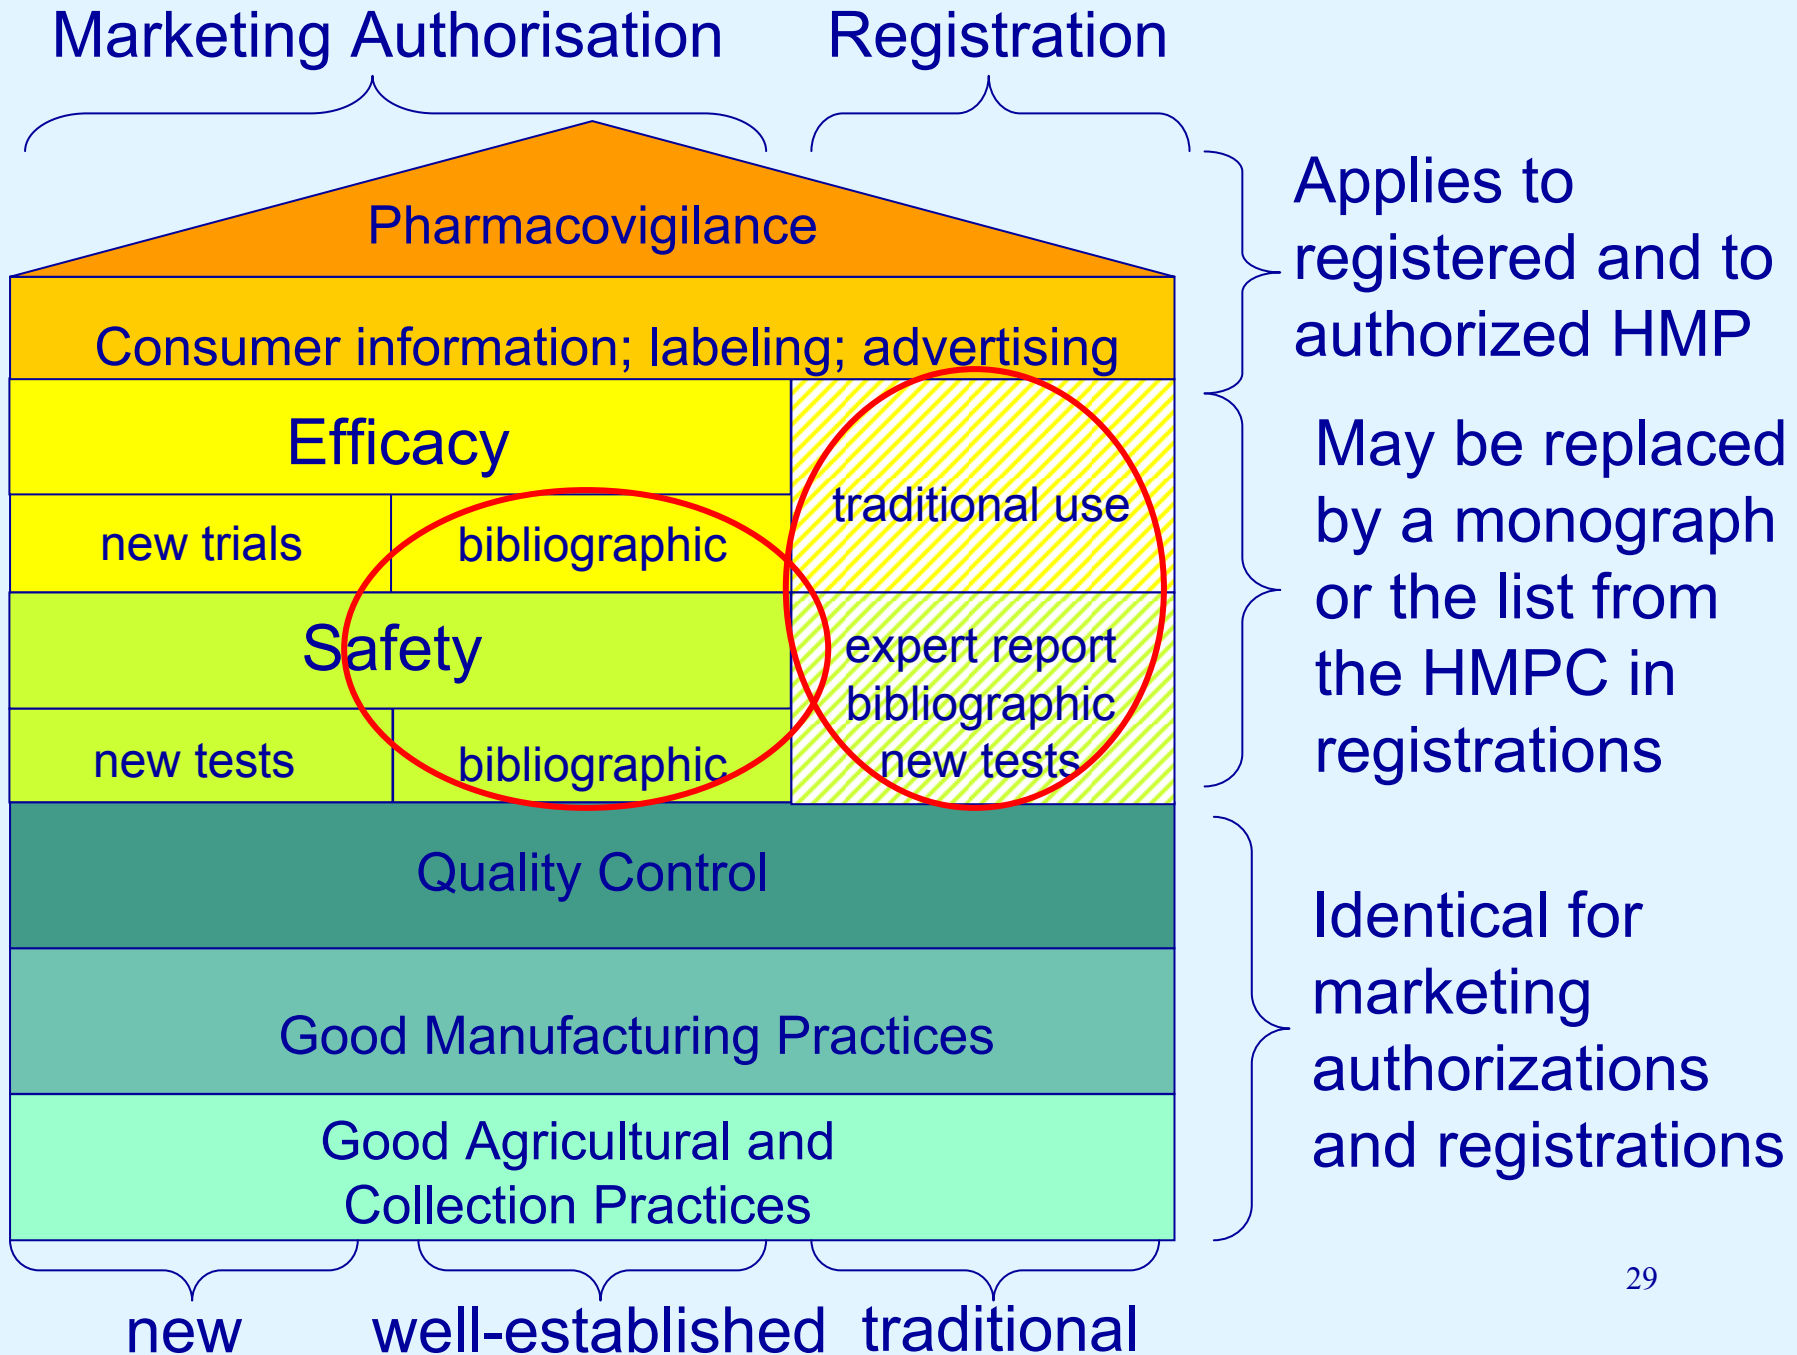 Marketing Authorisation
Registration
Pharmacovigilance
Consumer information; labeling; advertising
Efficacy
new trials
bibliographic
traditional use
Safety
new tests
bibliographic
expert report
bibliographic
new tests
Quality Control
Good Manufacturing Practices
Good Agricultural and
Collection Practices
new
well-established
traditional
Applies to
registered and to
authorized HMP
May be replaced
by a monograph
or the list from
the HMPC in
registrations
Identical for
marketing
authorizations
and registrations
29